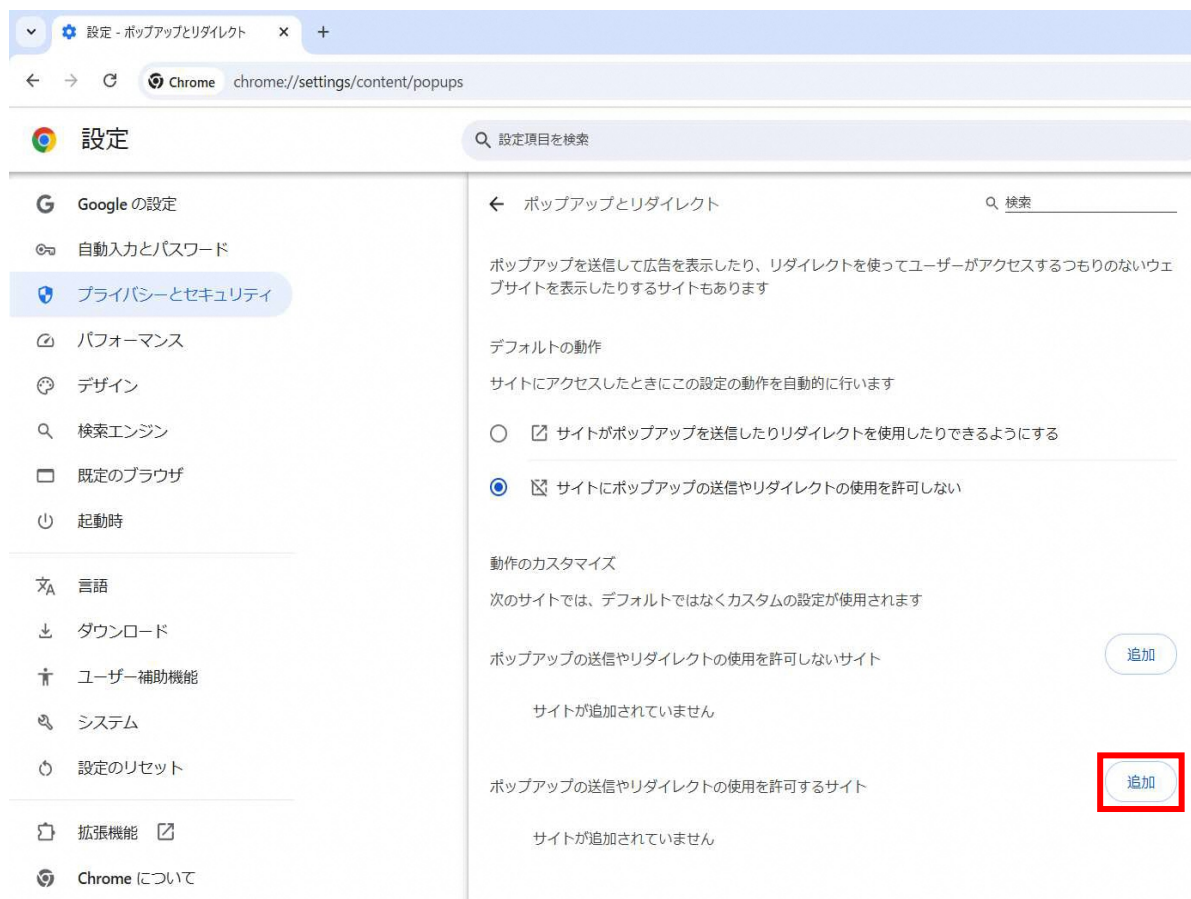 設定 - ポップアップとリダイレクト
Chrome chrome://settings/content/popups
設定
設定項目を検索
Google の設定
自動入力とパスワード
プライバシーとセキュリティ
パフォーマンス
デザイン
検索エンジン
既定のブラウザ
起動時
言語
ダウンロード
ユーザー補助機能
システム
設定のリセット
拡張機能
Chrome について
ポップアップとリダイレクト
検索
ポップアップを送信して広告を表示したり、リダイレクトを使ってユーザーがアクセスするつもりのないウェ
ブサイトを表示したりするサイトもあります
デフォルトの動作
サイトにアクセスしたときにこの設定の動作を自動的に行います
サイトがポップアップを送信したりリダイレクトを使用したりできるようにする
サイトにポップアップの送信やリダイレクトの使用を許可しない
動作のカスタマイズ
次のサイトでは、デフォルトではなくカスタムの設定が使用されます
ポップアップの送信やリダイレクトの使用を許可しないサイト
追加
サイトが追加されていません
ポップアップの送信やリダイレクトの使用を許可するサイト
追加
サイトが追加されていません